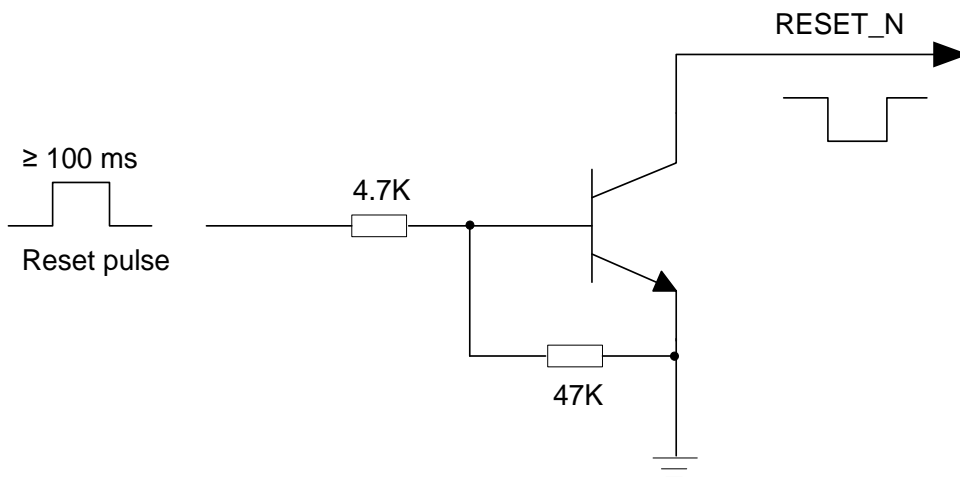 RESET_N
≥ 100 ms
4.7K
Reset pulse
47K